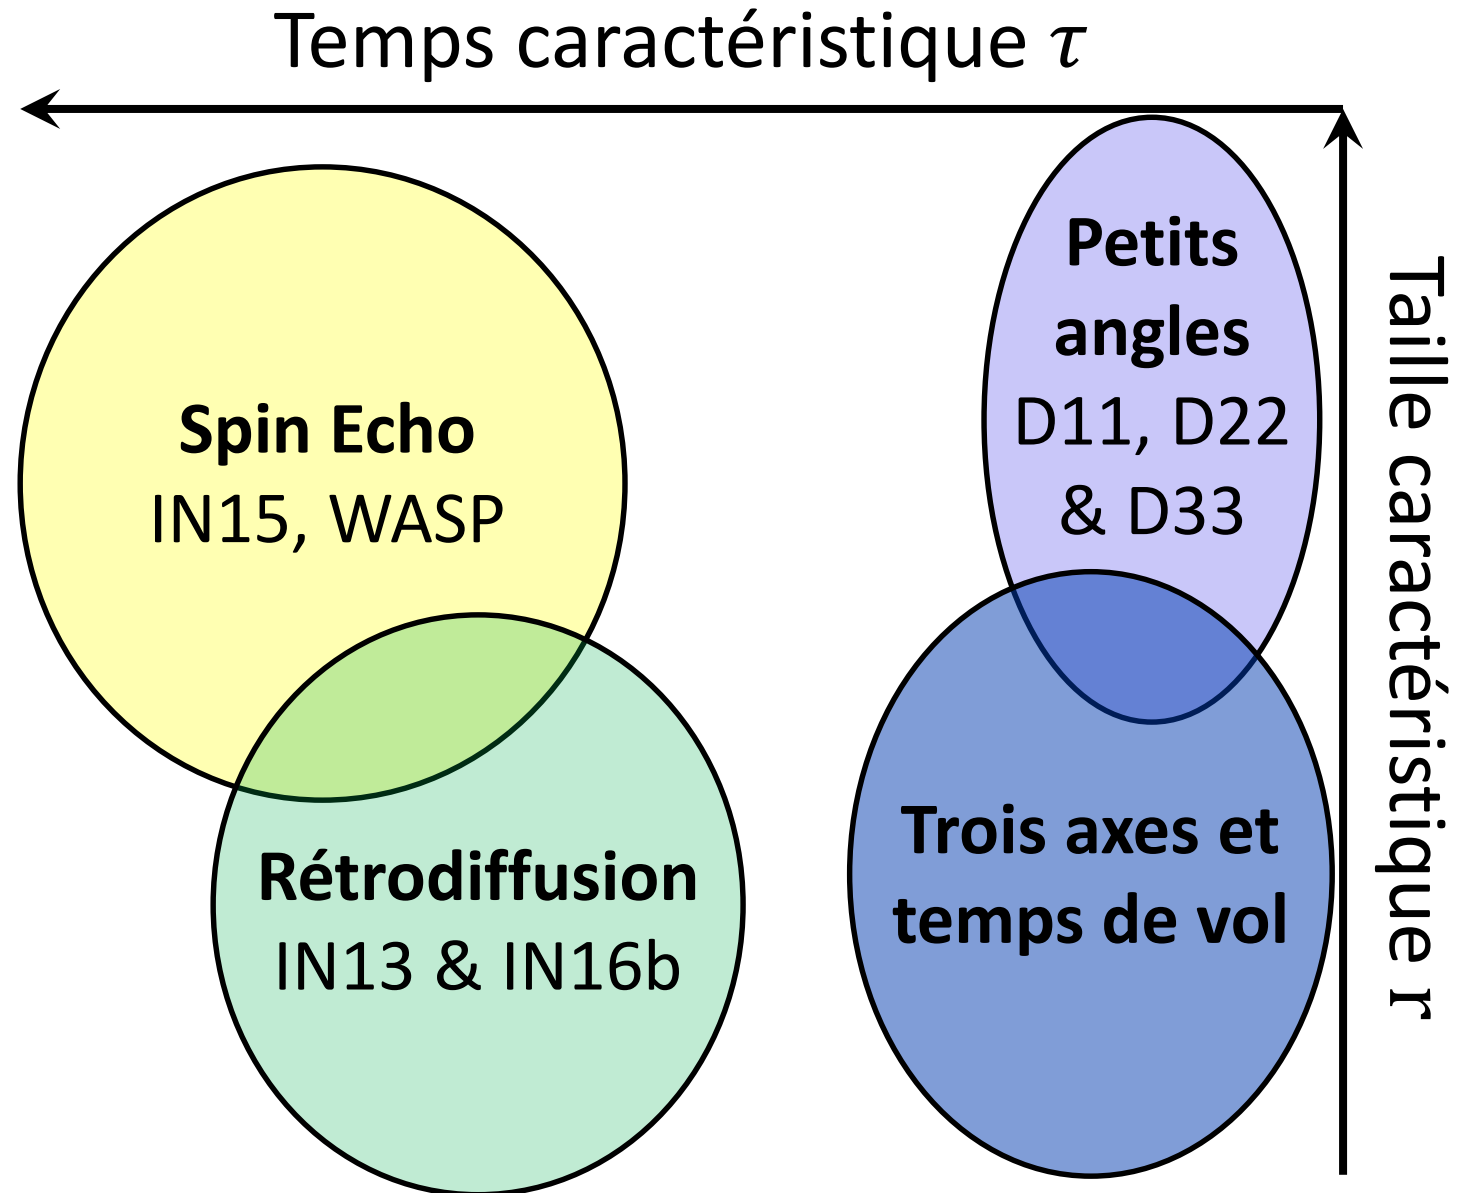 Temps caractéristique τ
Petits
angles
D11, D22
& D33
Spin Echo
IN15, WASP
Rétrodiffusion
IN13 & IN16b
Trois axes et
temps de vol
Taille caractéristique r